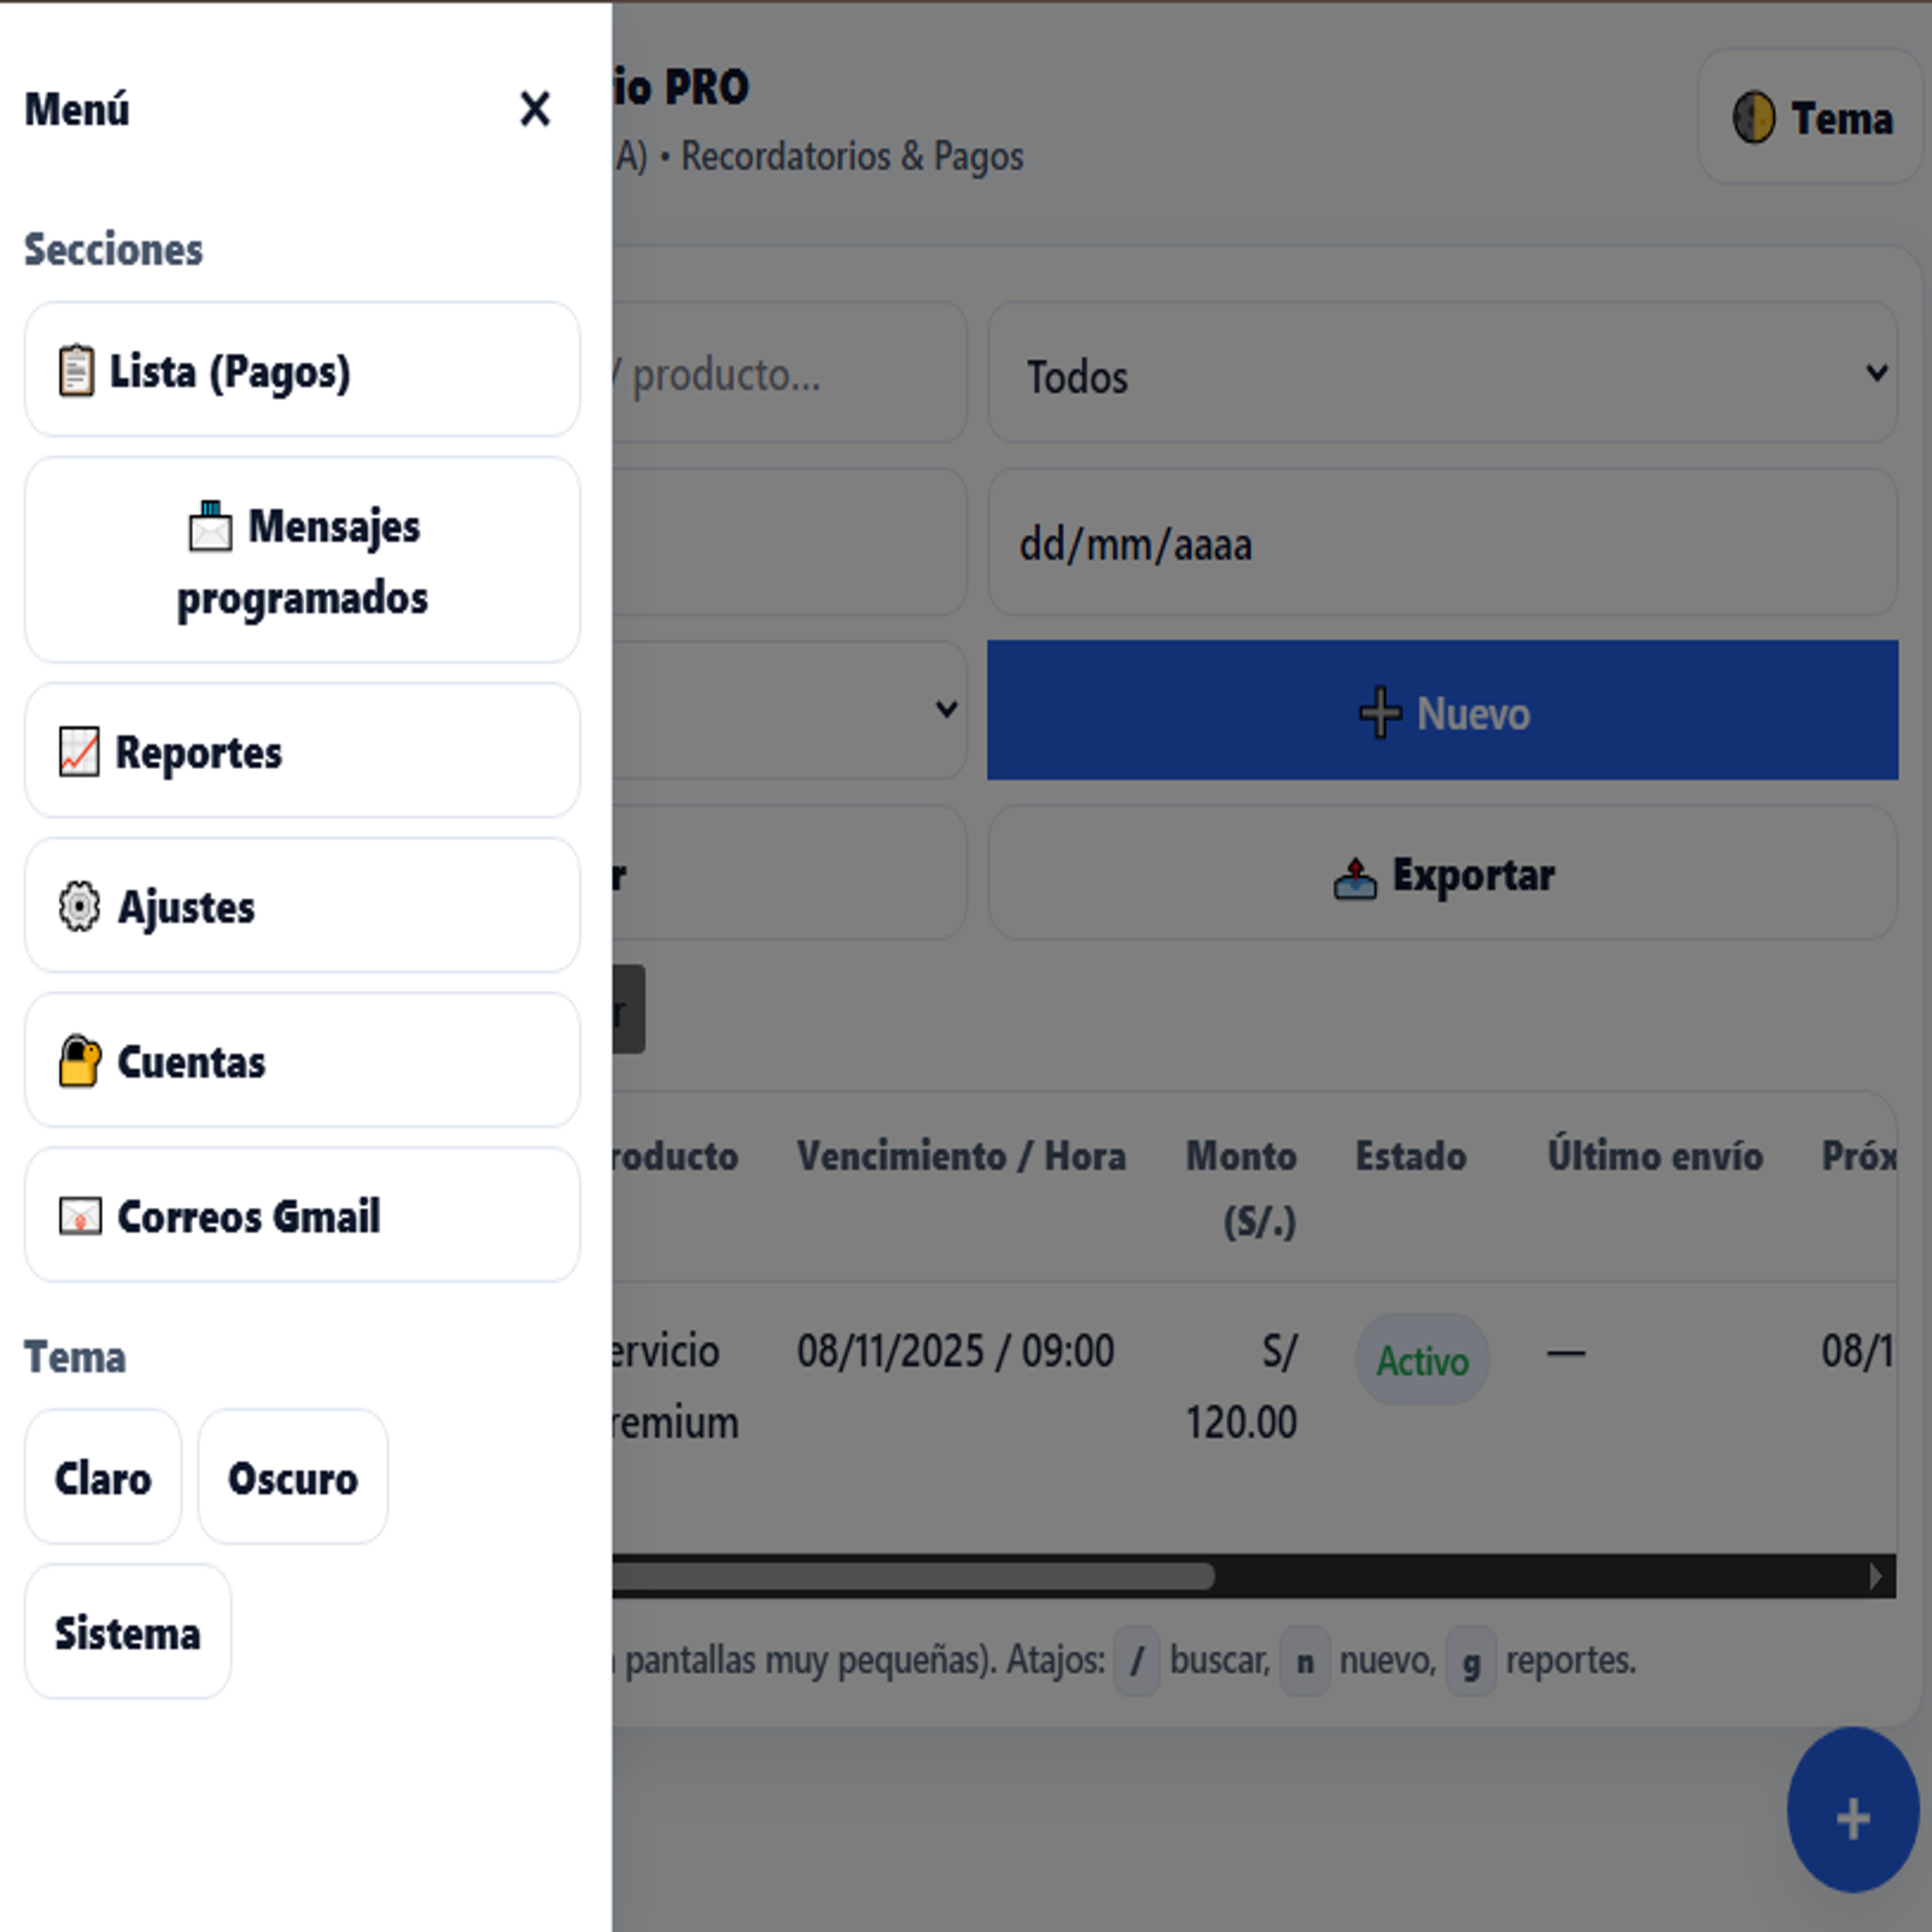 Menú
✕
Secciones
📋 Lista (Pagos)
📩 Mensajes
programados
📈 Reportes
⚙️ Ajustes
🔐 Cuentas
📧 Correos Gmail
Tema
Claro
Oscuro
Sistema
io PRO
A) • Recordatorios & Pagos
🌓 Tema
/ producto...
Todos
dd/mm/aaaa
➕ Nuevo
r
📤 Exportar
r
roducto Vencimiento / Hora Monto Estado Último envío Próx
(S/.)
ervicio 08/11/2025 / 09:00 S/ Activo — 08/1
remium 120.00
pantallas muy pequeñas). Atajos: / buscar, n nuevo, g reportes.
+